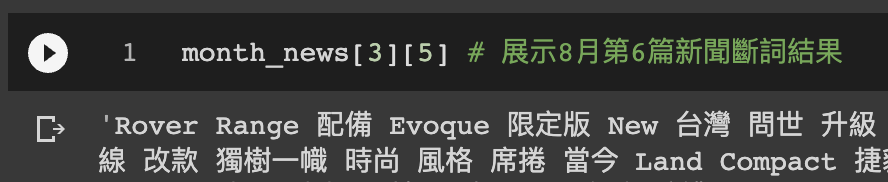 1 month_news[3][5] # 展示8月第6篇新聞斷詞結果
'Rover Range 配備 Evoque 限定版 New 台灣 問世 升級
線 改款 獨樹一幟 時尚 風格 席捲 當今 Land Compact